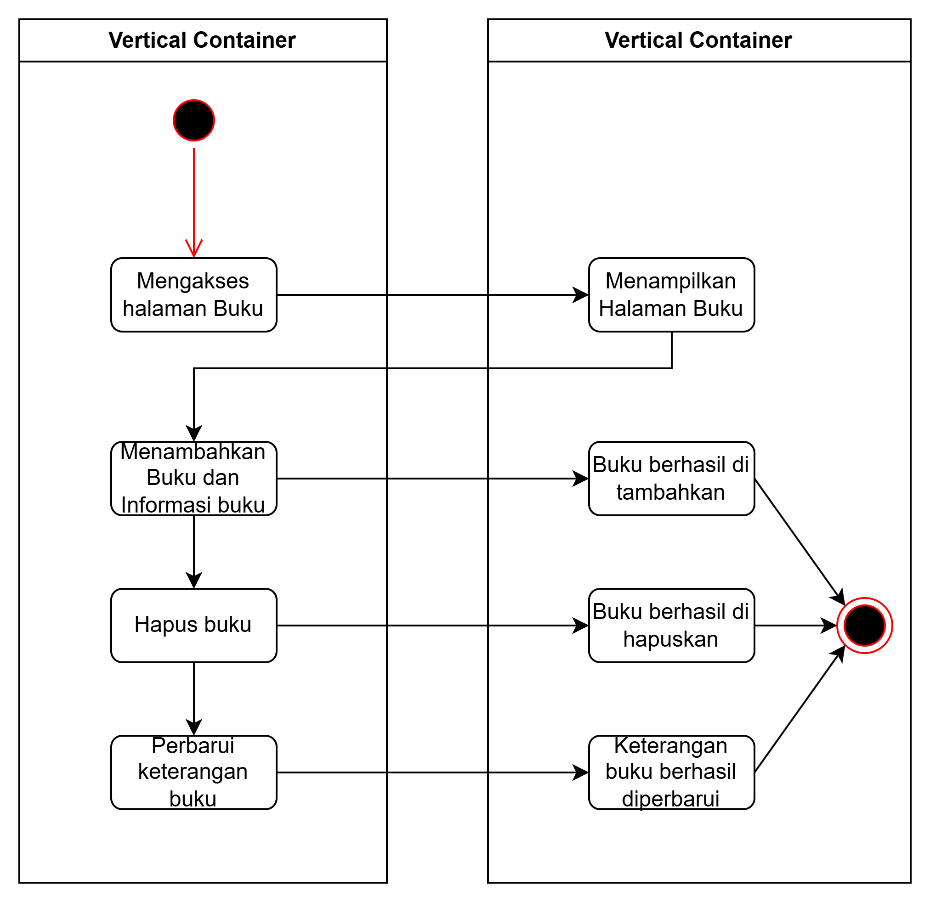 Vertical Container
Vertical Container
Mengakses
halaman Buku
Menampilkan
Halaman Buku
Menambahkan
Buku dan
Informasi buku
Buku berhasil di
tambahkan
Hapus buku
Buku berhasil di
hapuskan
Perbarui
keterangan
buku
Keterangan
buku berhasil
diperbarui